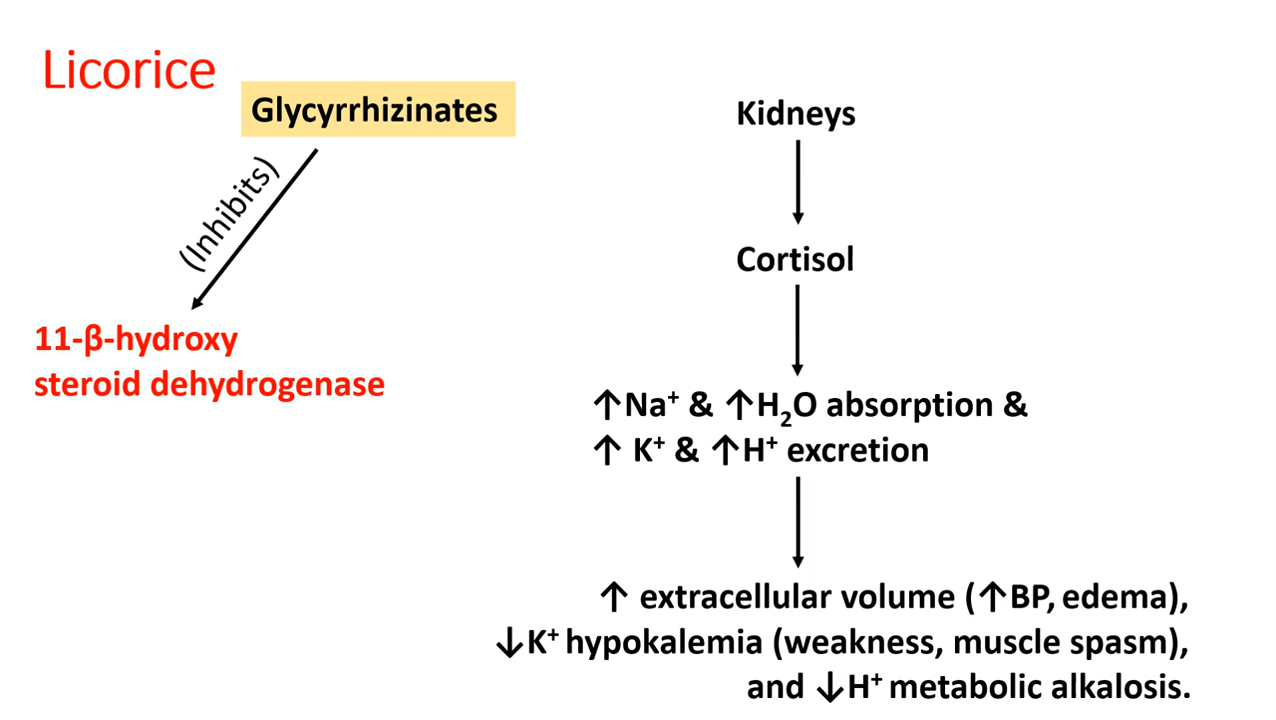 Licorice
Glycyrrhizinates
(Inhibits)
11-β-hydroxy
steroid dehydrogenase
Kidneys
Cortisol
↑Na⁺ & ↑H₂O absorption &
↑ K⁺ & ↑H⁺ excretion
↑ extracellular volume (↑BP, edema),
↓K⁺ hypokalemia (weakness, muscle spasm),
and ↓H⁺ metabolic alkalosis.